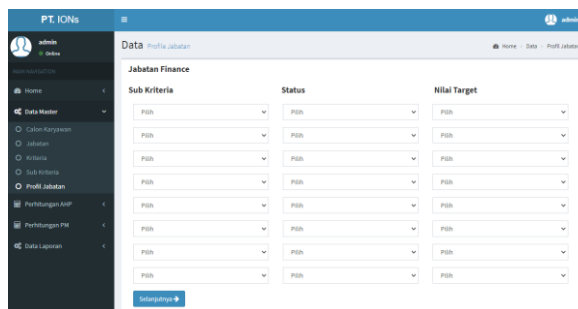 PT. IONs
admin
admin
Online
MAIN NAVIGATION
Home
Data Master
Calon Karyawan
Jabatan
Kriteria
Sub Kriteria
Profil Jabatan
Perhitungan AHP
Perhitungan PM
Data Laporan
Data Profile Jabatan
Home > Data > Profil Jabatan
Jabatan Finance
Sub Kriteria Status Nilai Target
Pilih Pilih Pilih
Pilih Pilih Pilih
Pilih Pilih Pilih
Pilih Pilih Pilih
Pilih Pilih Pilih
Pilih Pilih Pilih
Pilih Pilih Pilih
Pilih Pilih Pilih
Selanjutnya